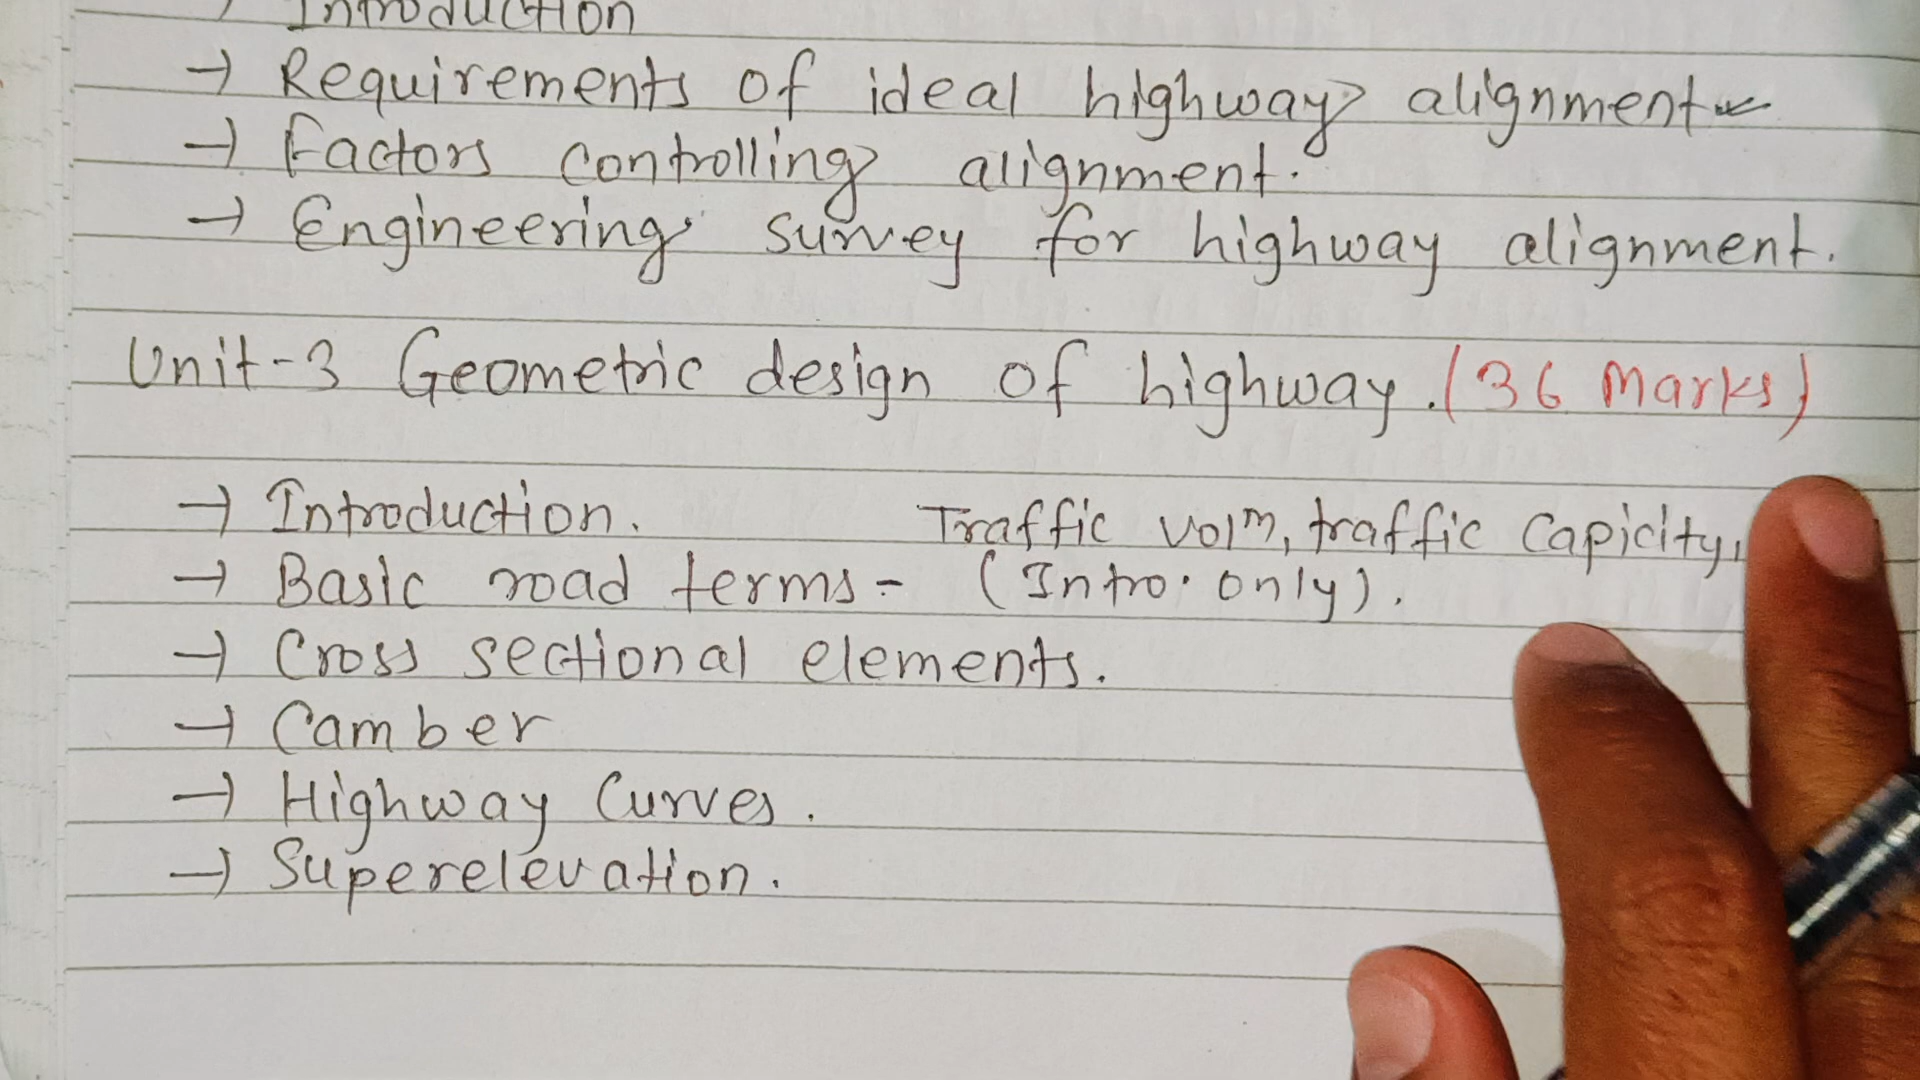 → Introduction
→ Requirements of ideal highway alignment
→ Factors controlling alignment.
→ Engineering survey for highway alignment.
Unit-3 Geometric design of highway. (36 Marks)
→ Introduction.
Traffic volm, traffic Capicity,
→ Basic road terms - (Intro. only).
→ Cross sectional elements.
→ Camber
→ Highway Curves.
→ Superelevation.